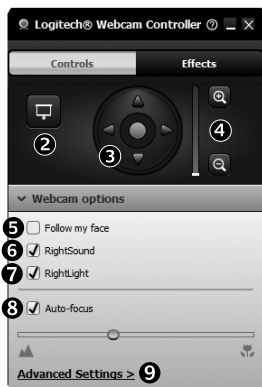 Logitech® Webcam Controller
Controls Effects
2
3
4
Webcam options
5 Follow my face
6 RightSound
7 RightLight
8 Auto-focus
Advanced Settings > 9